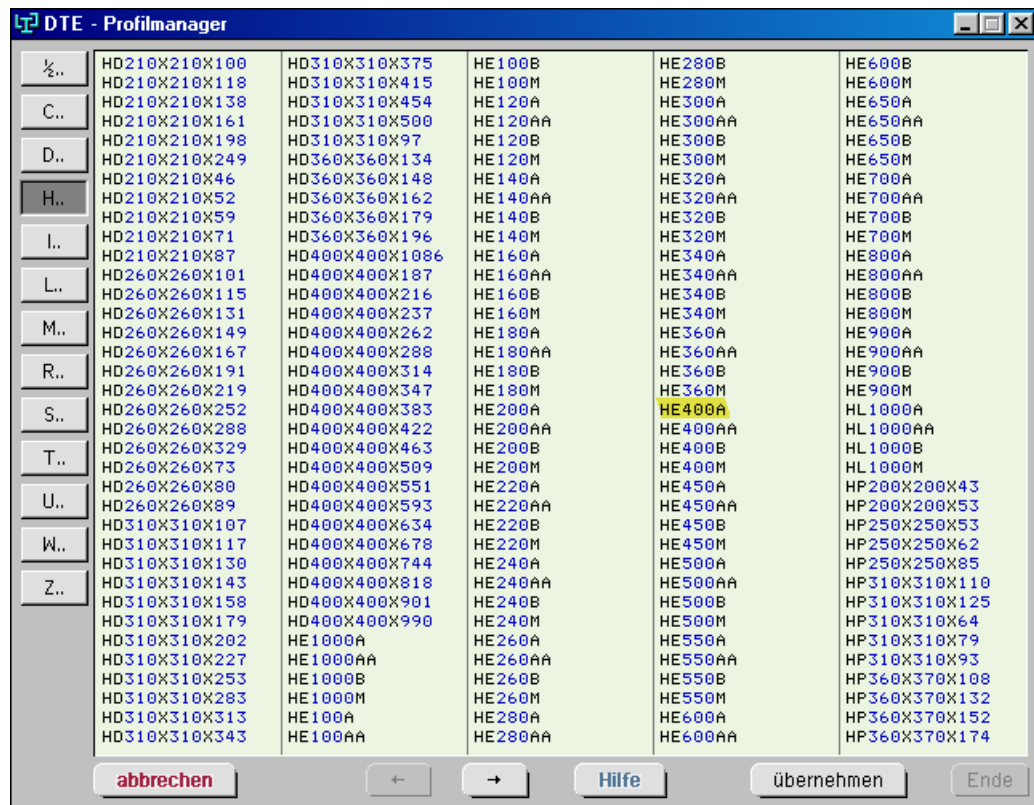 DTE - Profilmanager
½..
C..
D..
H..
I..
L..
M..
R..
S..
T..
U..
W..
Z..
HD210X210X100
HD210X210X118
HD210X210X138
HD210X210X161
HD210X210X198
HD210X210X249
HD210X210X46
HD210X210X52
HD210X210X59
HD210X210X71
HD210X210X87
HD260X260X101
HD260X260X115
HD260X260X131
HD260X260X149
HD260X260X167
HD260X260X191
HD260X260X219
HD260X260X252
HD260X260X288
HD260X260X329
HD260X260X73
HD260X260X80
HD260X260X89
HD310X310X107
HD310X310X117
HD310X310X130
HD310X310X143
HD310X310X158
HD310X310X179
HD310X310X202
HD310X310X227
HD310X310X253
HD310X310X283
HD310X310X313
HD310X310X343
HD310X310X375
HD310X310X415
HD310X310X454
HD310X310X500
HD310X310X97
HD360X360X134
HD360X360X148
HD360X360X162
HD360X360X179
HD360X360X196
HD400X400X1086
HD400X400X187
HD400X400X216
HD400X400X237
HD400X400X262
HD400X400X288
HD400X400X314
HD400X400X347
HD400X400X383
HD400X400X422
HD400X400X463
HD400X400X509
HD400X400X551
HD400X400X593
HD400X400X634
HD400X400X678
HD400X400X744
HD400X400X818
HD400X400X901
HD400X400X990
HE1000A
HE1000AA
HE1000B
HE1000M
HE100A
HE100AA
HE100B
HE100M
HE120A
HE120AA
HE120B
HE120M
HE140A
HE140AA
HE140B
HE140M
HE160A
HE160AA
HE160B
HE160M
HE180A
HE180AA
HE180B
HE180M
HE200A
HE200AA
HE200B
HE200M
HE220A
HE220AA
HE220B
HE220M
HE240A
HE240AA
HE240B
HE240M
HE260A
HE260AA
HE260B
HE260M
HE280A
HE280AA
HE280B
HE280M
HE300A
HE300AA
HE300B
HE300M
HE320A
HE320AA
HE320B
HE320M
HE340A
HE340AA
HE340B
HE340M
HE360A
HE360AA
HE360B
HE360M
HE400A
HE400AA
HE400B
HE400M
HE450A
HE450AA
HE450B
HE450M
HE500A
HE500AA
HE500B
HE500M
HE550A
HE550AA
HE550B
HE550M
HE600A
HE600AA
HE600B
HE600M
HE650A
HE650AA
HE650B
HE650M
HE700A
HE700AA
HE700B
HE700M
HE800A
HE800AA
HE800B
HE800M
HE900A
HE900AA
HE900B
HE900M
HL1000A
HL1000AA
HL1000B
HL1000M
HP200X200X43
HP200X200X53
HP250X250X53
HP250X250X62
HP250X250X85
HP310X310X110
HP310X310X125
HP310X310X64
HP310X310X79
HP310X310X93
HP360X370X108
HP360X370X132
HP360X370X152
HP360X370X174
abbrechen ← → Hilfe übernehmen Ende